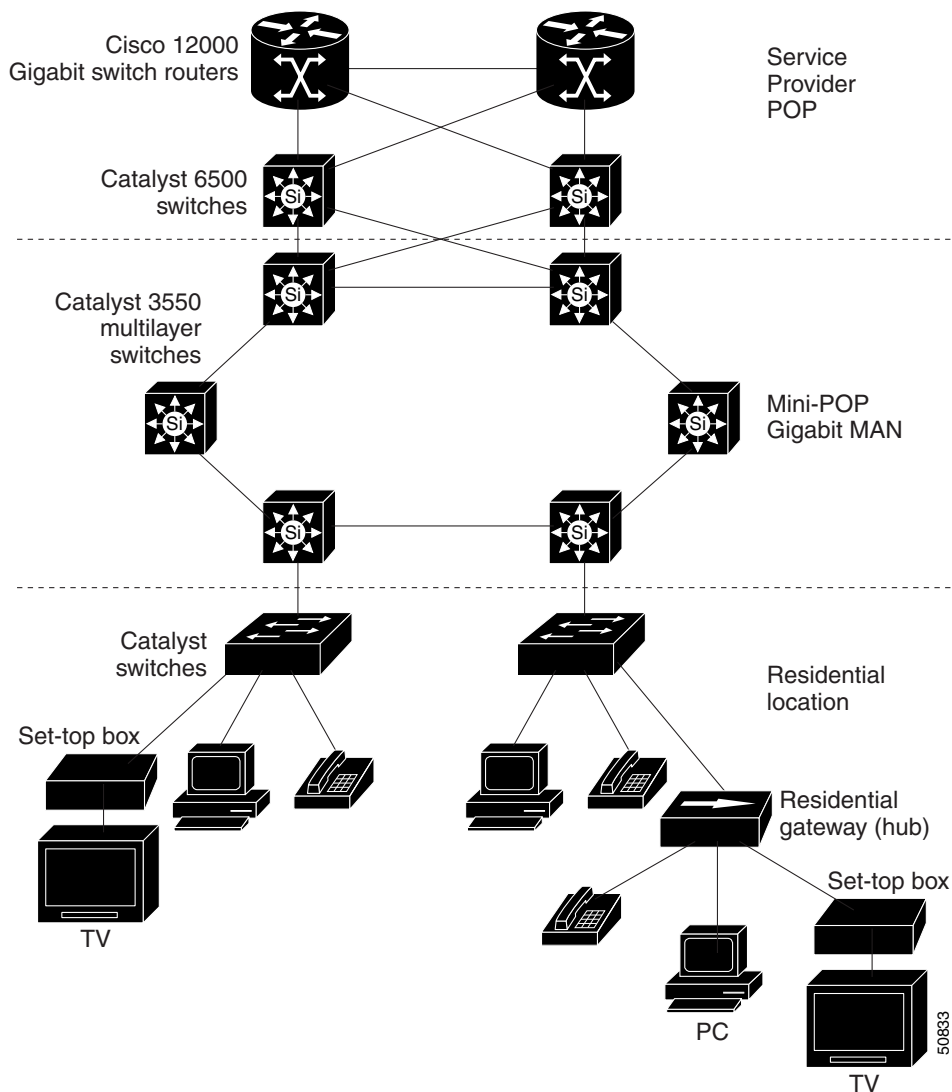 Cisco 12000
Gigabit switch routers
Service
Provider
POP
Catalyst 6500
switches
Si
Si
Si
Si
Catalyst 3550
multilayer
switches
Si
Si
Mini-POP
Gigabit MAN
Si
Si
Catalyst
switches
Residential
location
Set-top box
Residential
gateway (hub)
Set-top box
TV
PC
TV
50833